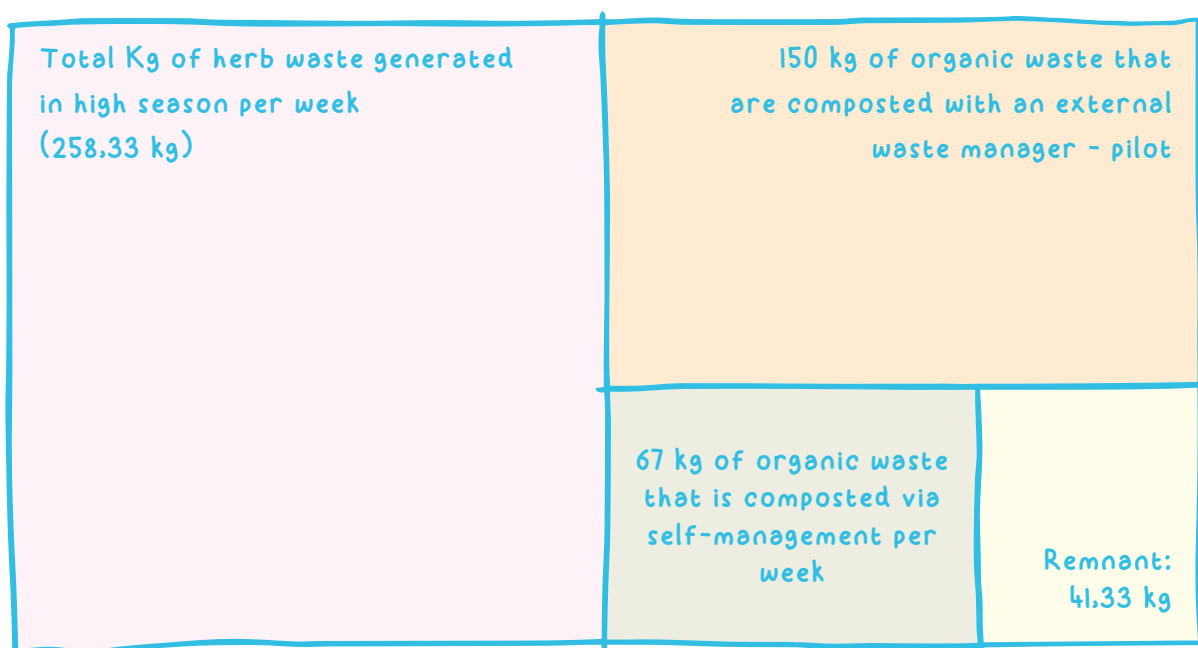 Total Kg of herb waste generated
in high season per week
(258,33 kg)
150 kg of organic waste that
are composted with an external
waste manager - pilot
67 kg of organic waste
that is composted via
self-management per
week
Remnant:
41,33 kg